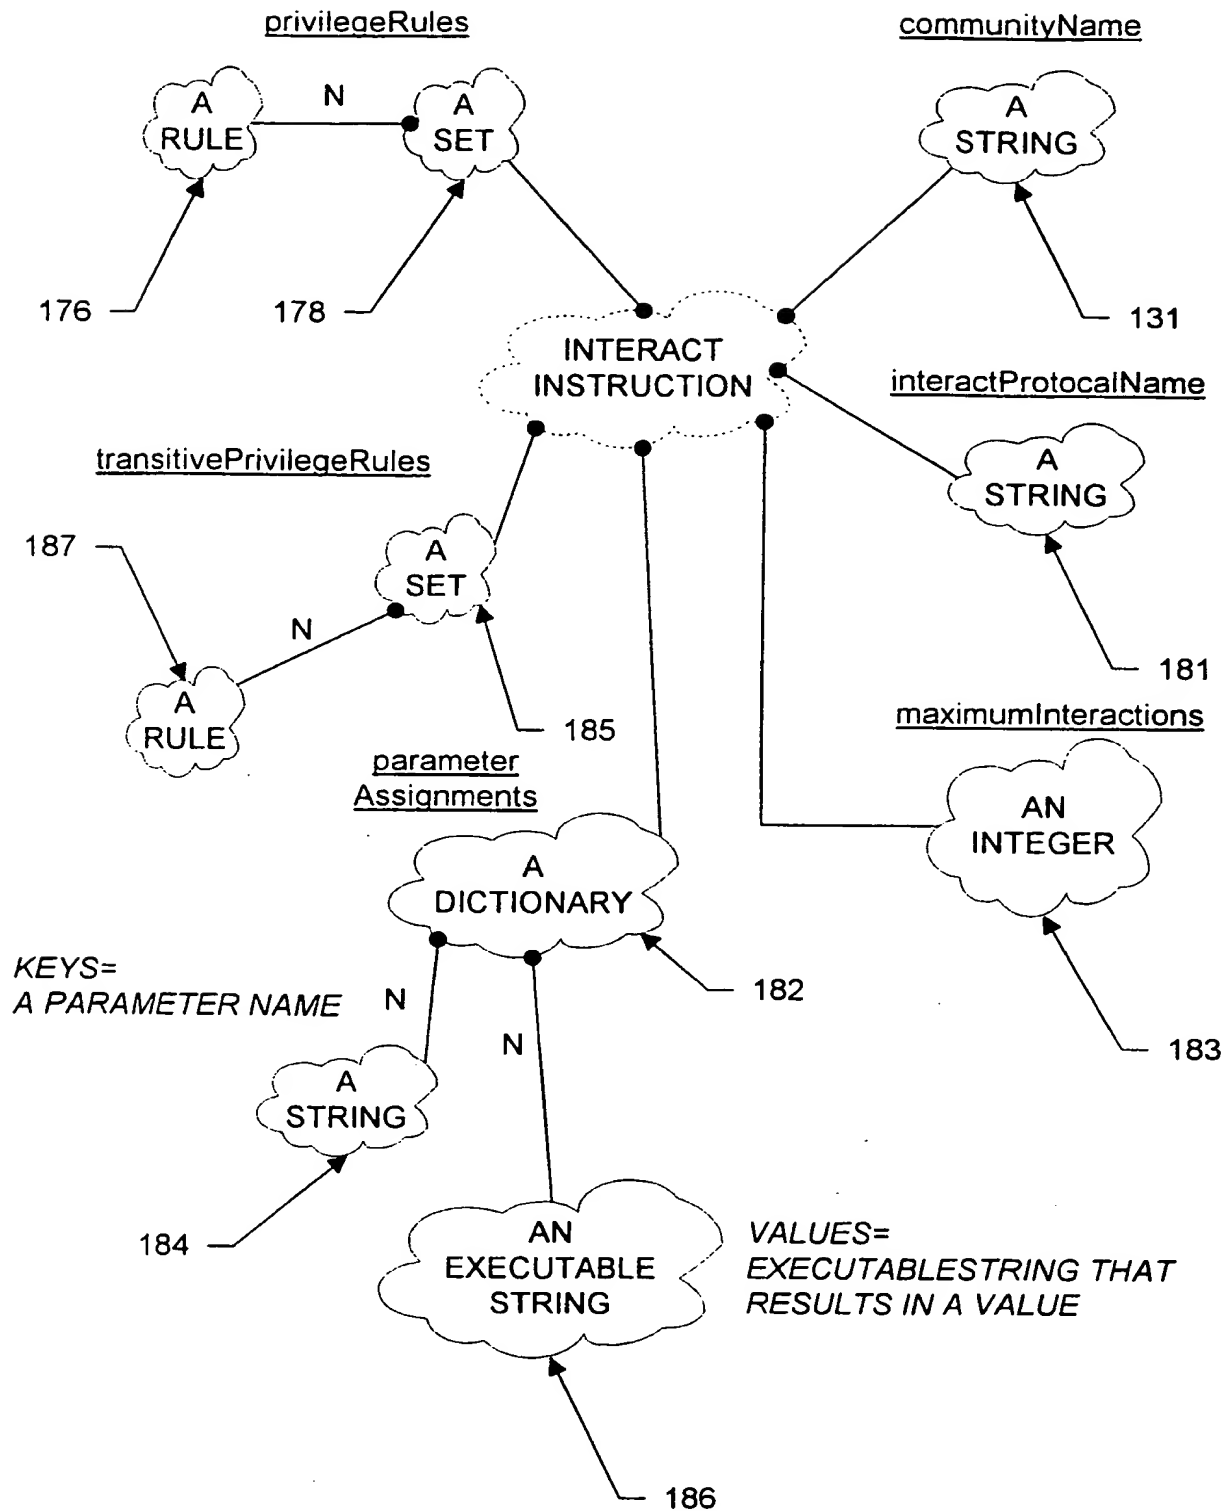 privilegeRules
communityName
A
RULE
N
A
SET
A
STRING
176
178
131
INTERACT
INSTRUCTION
interactProtocalName
transitivePrivilegeRules
A
STRING
187
A
SET
N
181
A
RULE
185
maximumInteractions
parameter
Assignments
AN
INTEGER
A
DICTIONARY
KEYS=
A PARAMETER NAME
N
182
N
183
A
STRING
184
AN
EXECUTABLE
STRING
VALUES=
EXECUTABLESTRING THAT
RESULTS IN A VALUE
186